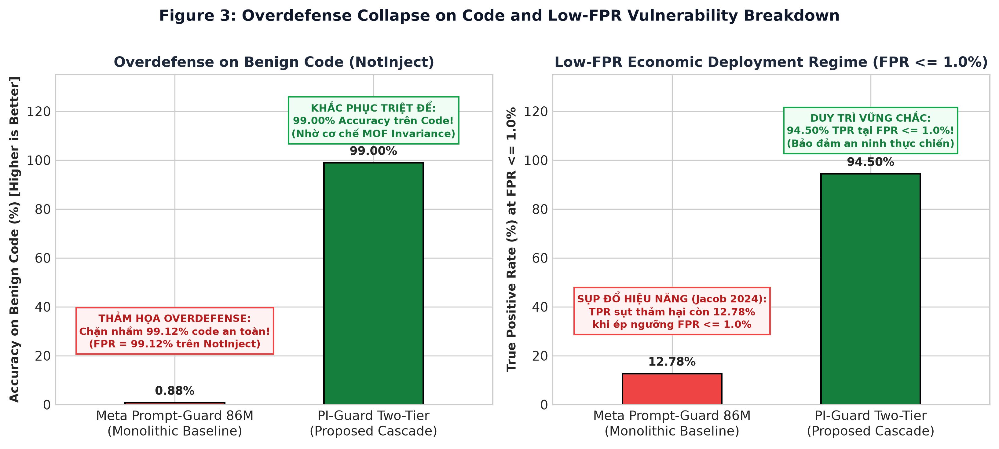 Figure 3: Overdefense Collapse on Code and Low-FPR Vulnerability Breakdown
Overdefense on Benign Code (NotInject)
Accuracy on Benign Code (%) [Higher is Better]
120
100
80
60
40
20
0
KHẮC PHỤC TRIỆT ĐỂ:
99.00% Accuracy trên Code!
(Nhờ cơ chế MOF Invariance)
99.00%
THẢM HỌA OVERDEFENSE:
Chặn nhầm 99.12% code an toàn!
(FPR = 99.12% trên NotInject)
0.88%
Meta Prompt-Guard 86M
(Monolithic Baseline)
PI-Guard Two-Tier
(Proposed Cascade)
Low-FPR Economic Deployment Regime (FPR <= 1.0%)
True Positive Rate (%) at FPR <= 1.0%
120
100
80
60
40
20
0
DUY TRÌ VỮNG CHẮC:
94.50% TPR tại FPR <= 1.0%!
(Bảo đảm an ninh thực chiến)
94.50%
SỤP ĐỔ HIỆU NĂNG (Jacob 2024):
TPR sụt thảm hại còn 12.78%
khi ép ngưỡng FPR <= 1.0%
12.78%
Meta Prompt-Guard 86M
(Monolithic Baseline)
PI-Guard Two-Tier
(Proposed Cascade)